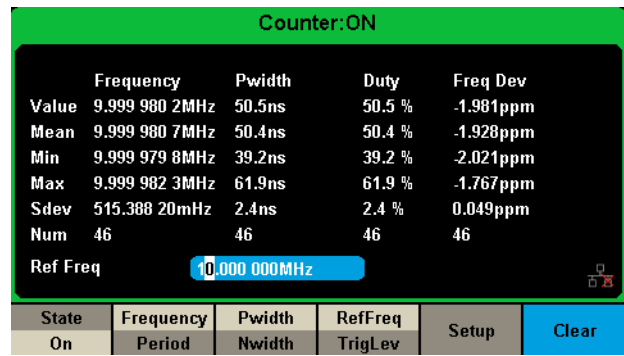 Counter:ON
Frequency Pwidth Duty Freq Dev
Value 9.999 980 2MHz 50.5ns 50.5 % -1.981ppm
Mean 9.999 980 7MHz 50.4ns 50.4 % -1.928ppm
Min 9.999 979 8MHz 39.2ns 39.2 % -2.021ppm
Max 9.999 982 3MHz 61.9ns 61.9 % -1.767ppm
Sdev 515.388 20mHz 2.4ns 2.4 % 0.049ppm
Num 46 46 46 46
Ref Freq 10.000 000MHz
State Frequency Pwidth RefFreq Setup Clear
On Period Nwidth TrigLev